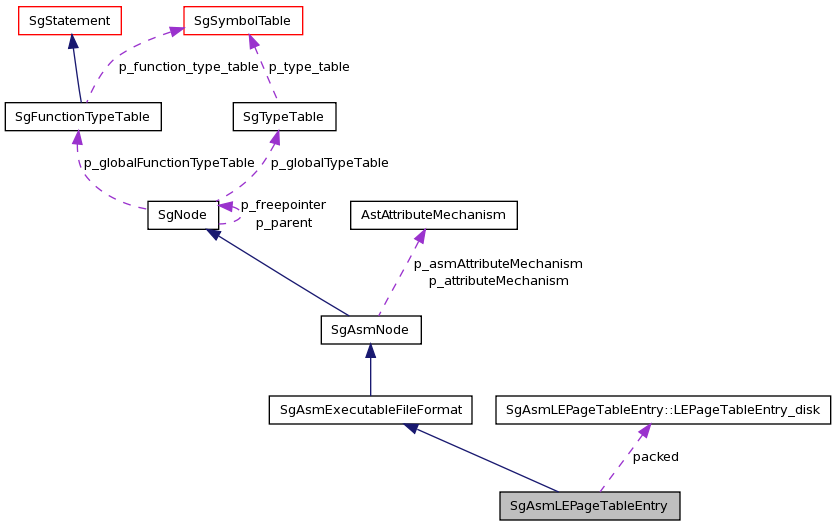 SgStatement
SgSymbolTable
p_function_type_table
p_type_table
SgFunctionTypeTable
SgTypeTable
p_globalFunctionTypeTable
p_globalTypeTable
SgNode
p_freepointer
p_parent
AstAttributeMechanism
p_asmAttributeMechanism
p_attributeMechanism
SgAsmNode
SgAsmExecutableFileFormat
SgAsmLEPageTableEntry::LEPageTableEntry_disk
packed
SgAsmLEPageTableEntry